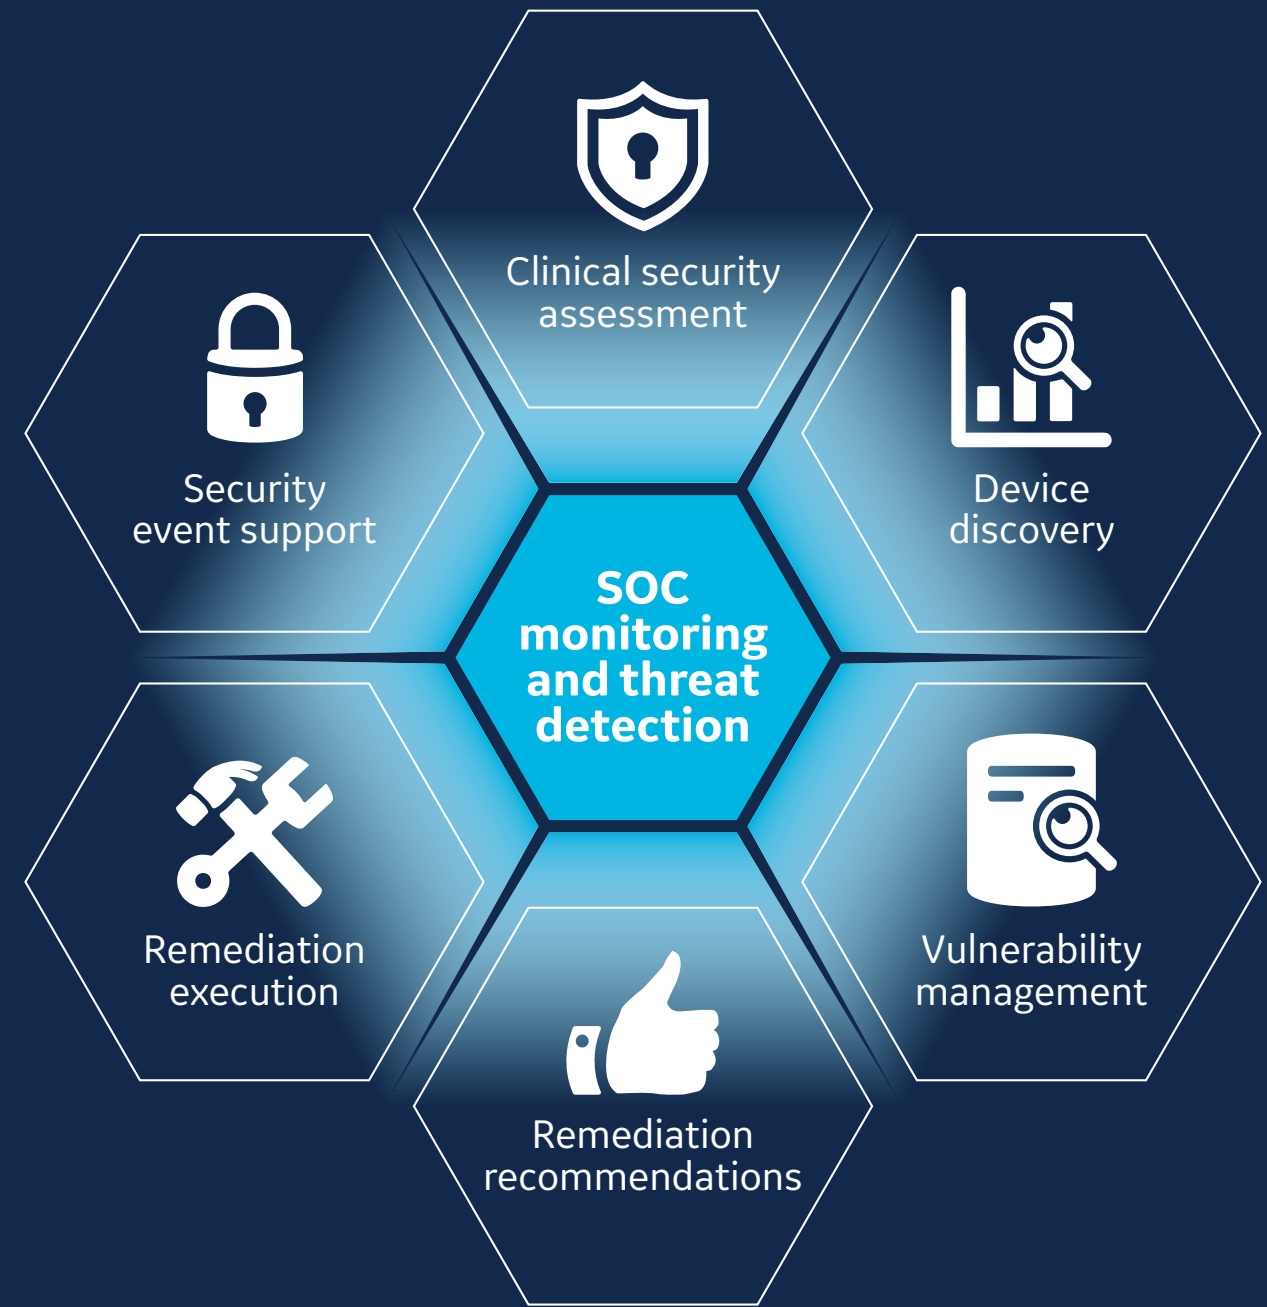 Clinical security
assessment
Device
discovery
Vulnerability
management
Remediation
recommendations
Remediation
execution
Security
event support
SOC
monitoring
and threat
detection